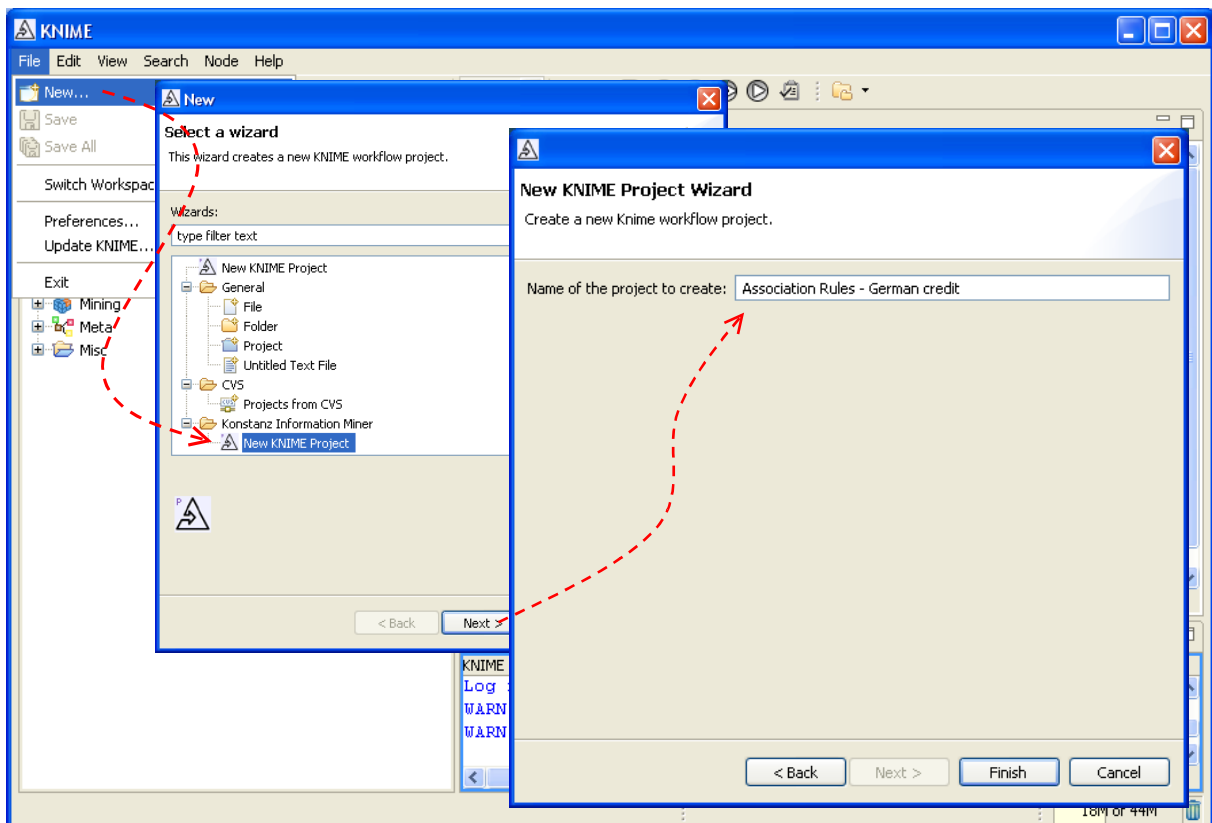 KNIME
File Edit View Search Node Help
New...
Save
Save All
Switch Workspac
Preferences...
Update KNIME...
Exit
Mining
Meta
Misc
New
Select a wizard
This wizard creates a new KNIME workflow project.
Wizards:
type filter text
New KNIME Project
General
File
Folder
Project
Untitled Text File
CVS
Projects from CVS
Konstanz Information Miner
New KNIME Project
P
< Back Next >
New KNIME Project Wizard
Create a new Knime workflow project.
Name of the project to create: Association Rules - German credit
< Back Next > Finish Cancel
KNIME
Log
WARN
WARN
18M of 44M